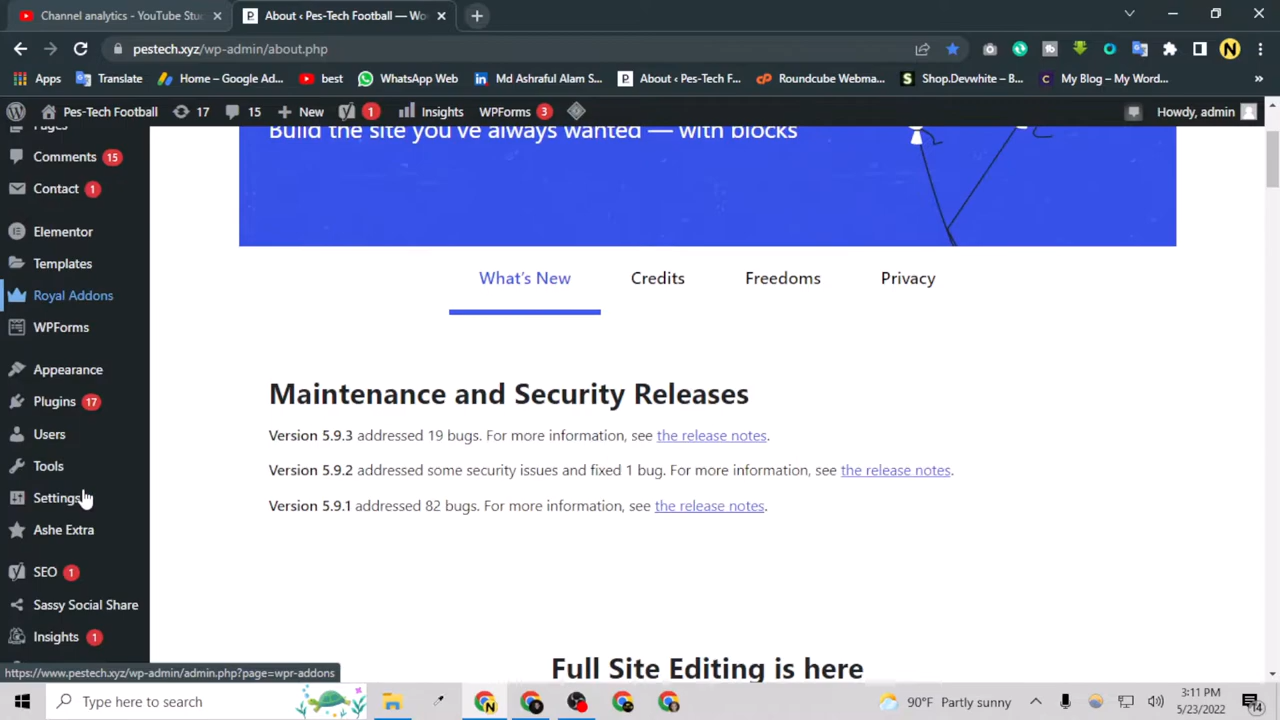 Channel analytics - YouTube Stu
About ‹ Pes-Tech Football — Wo
pestech.xyz/wp-admin/about.php
Apps
Translate
Home – Google Ad...
best
WhatsApp Web
Md Ashraful Alam S...
About ‹ Pes-Tech F...
Roundcube Webma...
Shop.Devwhite – B...
My Blog – My Word...
»
Pes-Tech Football
17
15
New
1
Insights
WPForms 3
Howdy, admin
Pages
Comments 15
Contact 1
Elementor
Templates
Royal Addons
WPForms
Appearance
Plugins 17
Users
Tools
Settings
Ashe Extra
SEO 1
Sassy Social Share
Insights 1
Build the site you've always wanted — with blocks
What's New
Credits
Freedoms
Privacy
Maintenance and Security Releases
Version 5.9.3 addressed 19 bugs. For more information, see the release notes.
Version 5.9.2 addressed some security issues and fixed 1 bug. For more information, see the release notes.
Version 5.9.1 addressed 82 bugs. For more information, see the release notes.
Full Site Editing is here
https://www.pestech.xyz/wp-admin/admin.php?page=wpr-addons
Type here to search
90°F Partly sunny
3:11 PM
5/23/2022
14